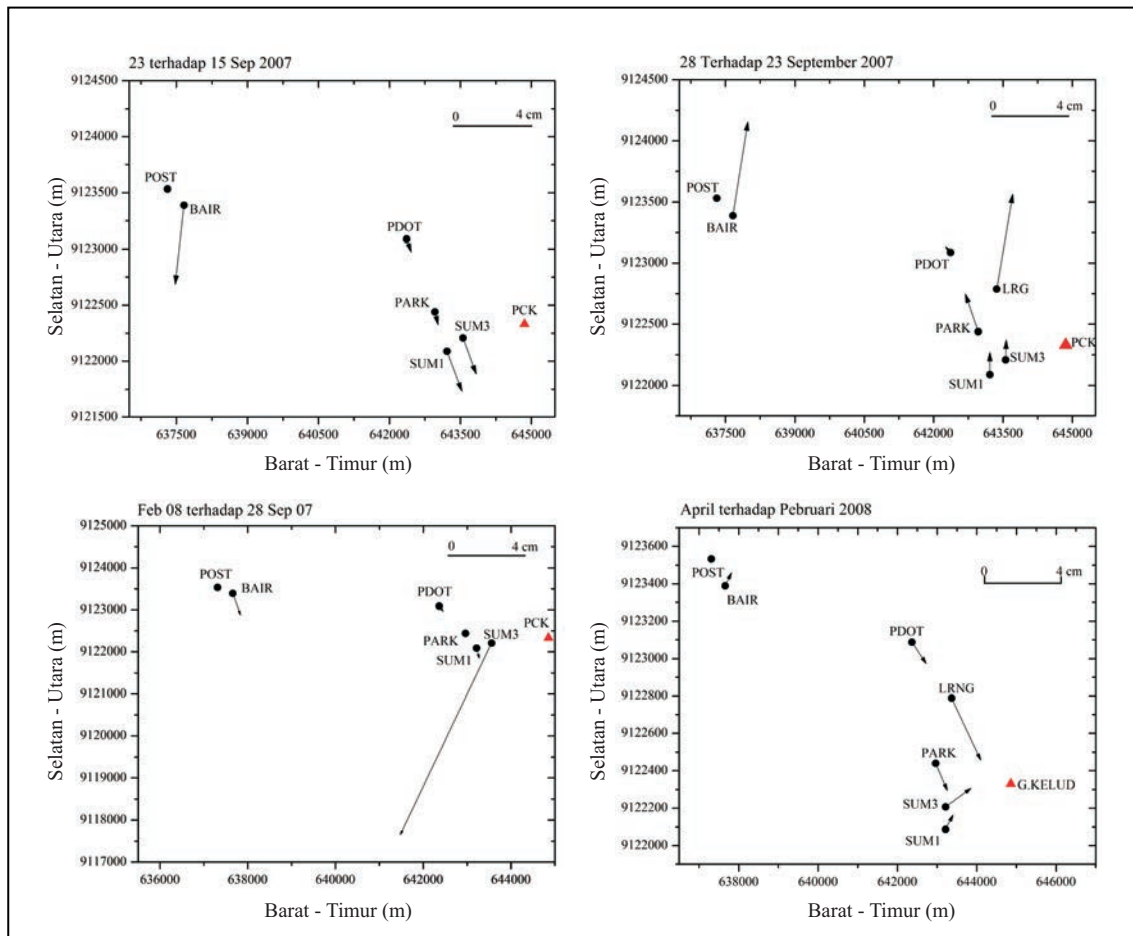 23 terhadap 15 Sep 2007
9124500
9124000
9123500
9123000
9122500
9122000
9121500
Selatan - Utara (m)
0 4 cm
POST
BAIR
PDOT
PARK
SUM3
SUM1
PCK
637500 639000 640500 642000 643500 645000
Barat - Timur (m)
28 Terhadap 23 September 2007
9124500
9124000
9123500
9123000
9122500
9122000
Selatan - Utara (m)
0 4 cm
POST
BAIR
PDOT
LRG
PARK
PCK
SUM3
SUM1
637500 639000 640500 642000 643500 645000
Barat - Timur (m)
Feb 08 terhadap 28 Sep 07
9125000
9124000
9123000
9122000
9121000
9120000
9119000
9118000
9117000
Selatan - Utara (m)
0 4 cm
POST
BAIR
PDOT
PCK
PARK
SUM3
SUM1
636000 638000 640000 642000 644000
Barat - Timur (m)
April terhadap Pebruari 2008
9123600
9123400
9123200
9123000
9122800
9122600
9122400
9122200
9122000
Selatan - Utara (m)
0 4 cm
POST
BAIR
PDOT
LRNG
PARK
G.KELUD
SUM3
SUM1
638000 640000 642000 644000 646000
Barat - Timur (m)